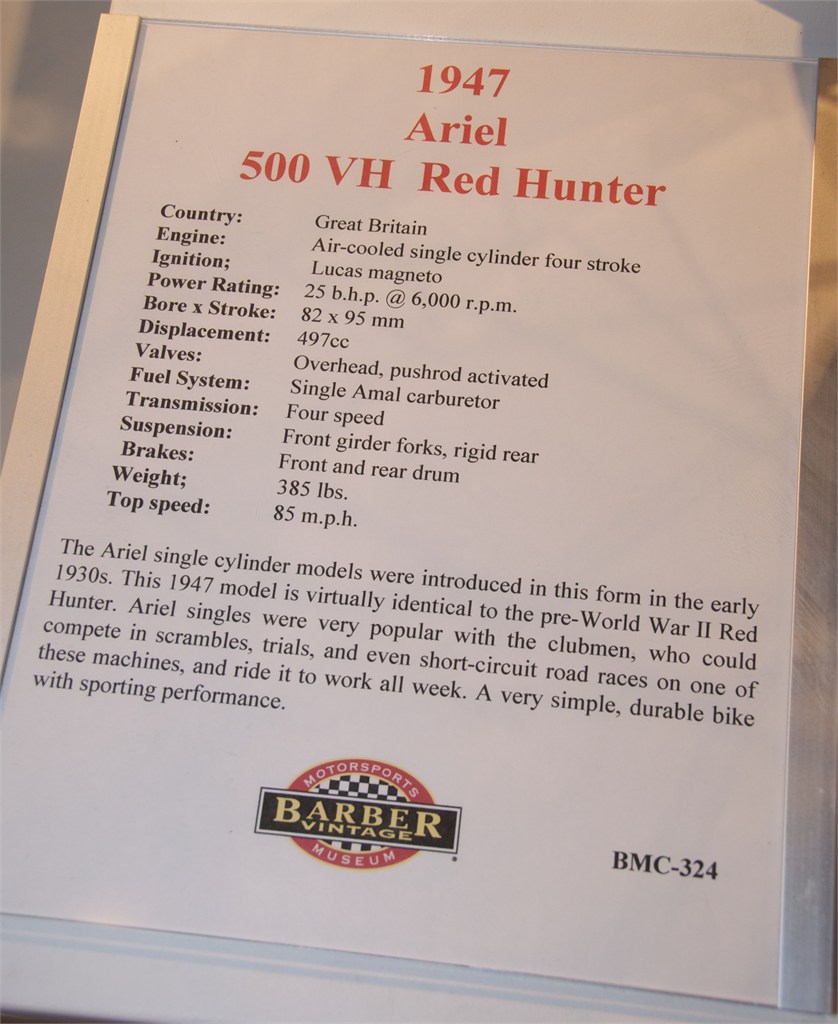 1947
Ariel
500 VH Red Hunter
Country: Great Britain
Engine: Air-cooled single cylinder four stroke
Ignition; Lucas magneto
Power Rating: 25 b.h.p. @ 6,000 r.p.m.
Bore x Stroke: 82 x 95 mm
Displacement: 497cc
Valves: Overhead, pushrod activated
Fuel System: Single Amal carburetor
Transmission: Four speed
Suspension: Front girder forks, rigid rear
Brakes: Front and rear drum
Weight; 385 lbs.
Top speed: 85 m.p.h.
The Ariel single cylinder models were introduced in this form in the early
1930s. This 1947 model is virtually identical to the pre-World War II Red
Hunter. Ariel singles were very popular with the clubmen, who could
compete in scrambles, trials, and even short-circuit road races on one of
these machines, and ride it to work all week. A very simple, durable bike
with sporting performance.
MOTORSPORTS
BARBER
VINTAGE
MUSEUM
BMC-324